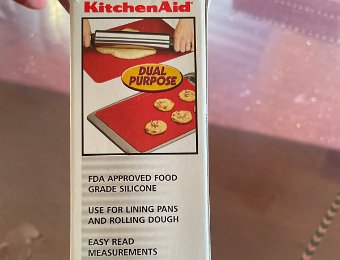 KitchenAid
DUAL
PURPOSE
FDA APPROVED FOOD
GRADE SILICONE
USE FOR LINING PANS
AND ROLLING DOUGH
EASY READ
MEASUREMENTS